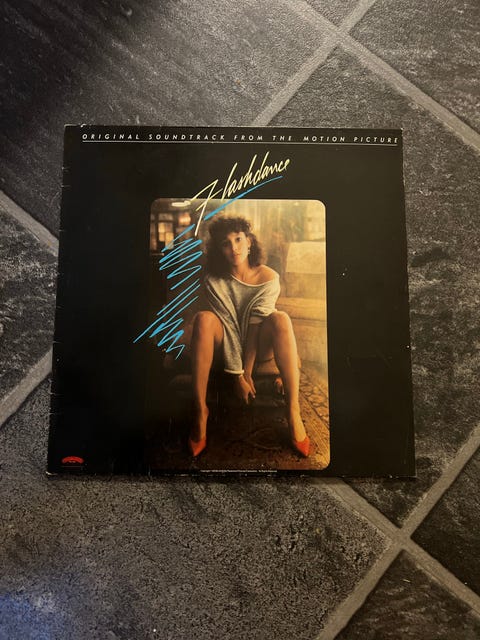 ORIGINAL SOUNDTRACK FROM THE MOTION PICTURE
Flashdance